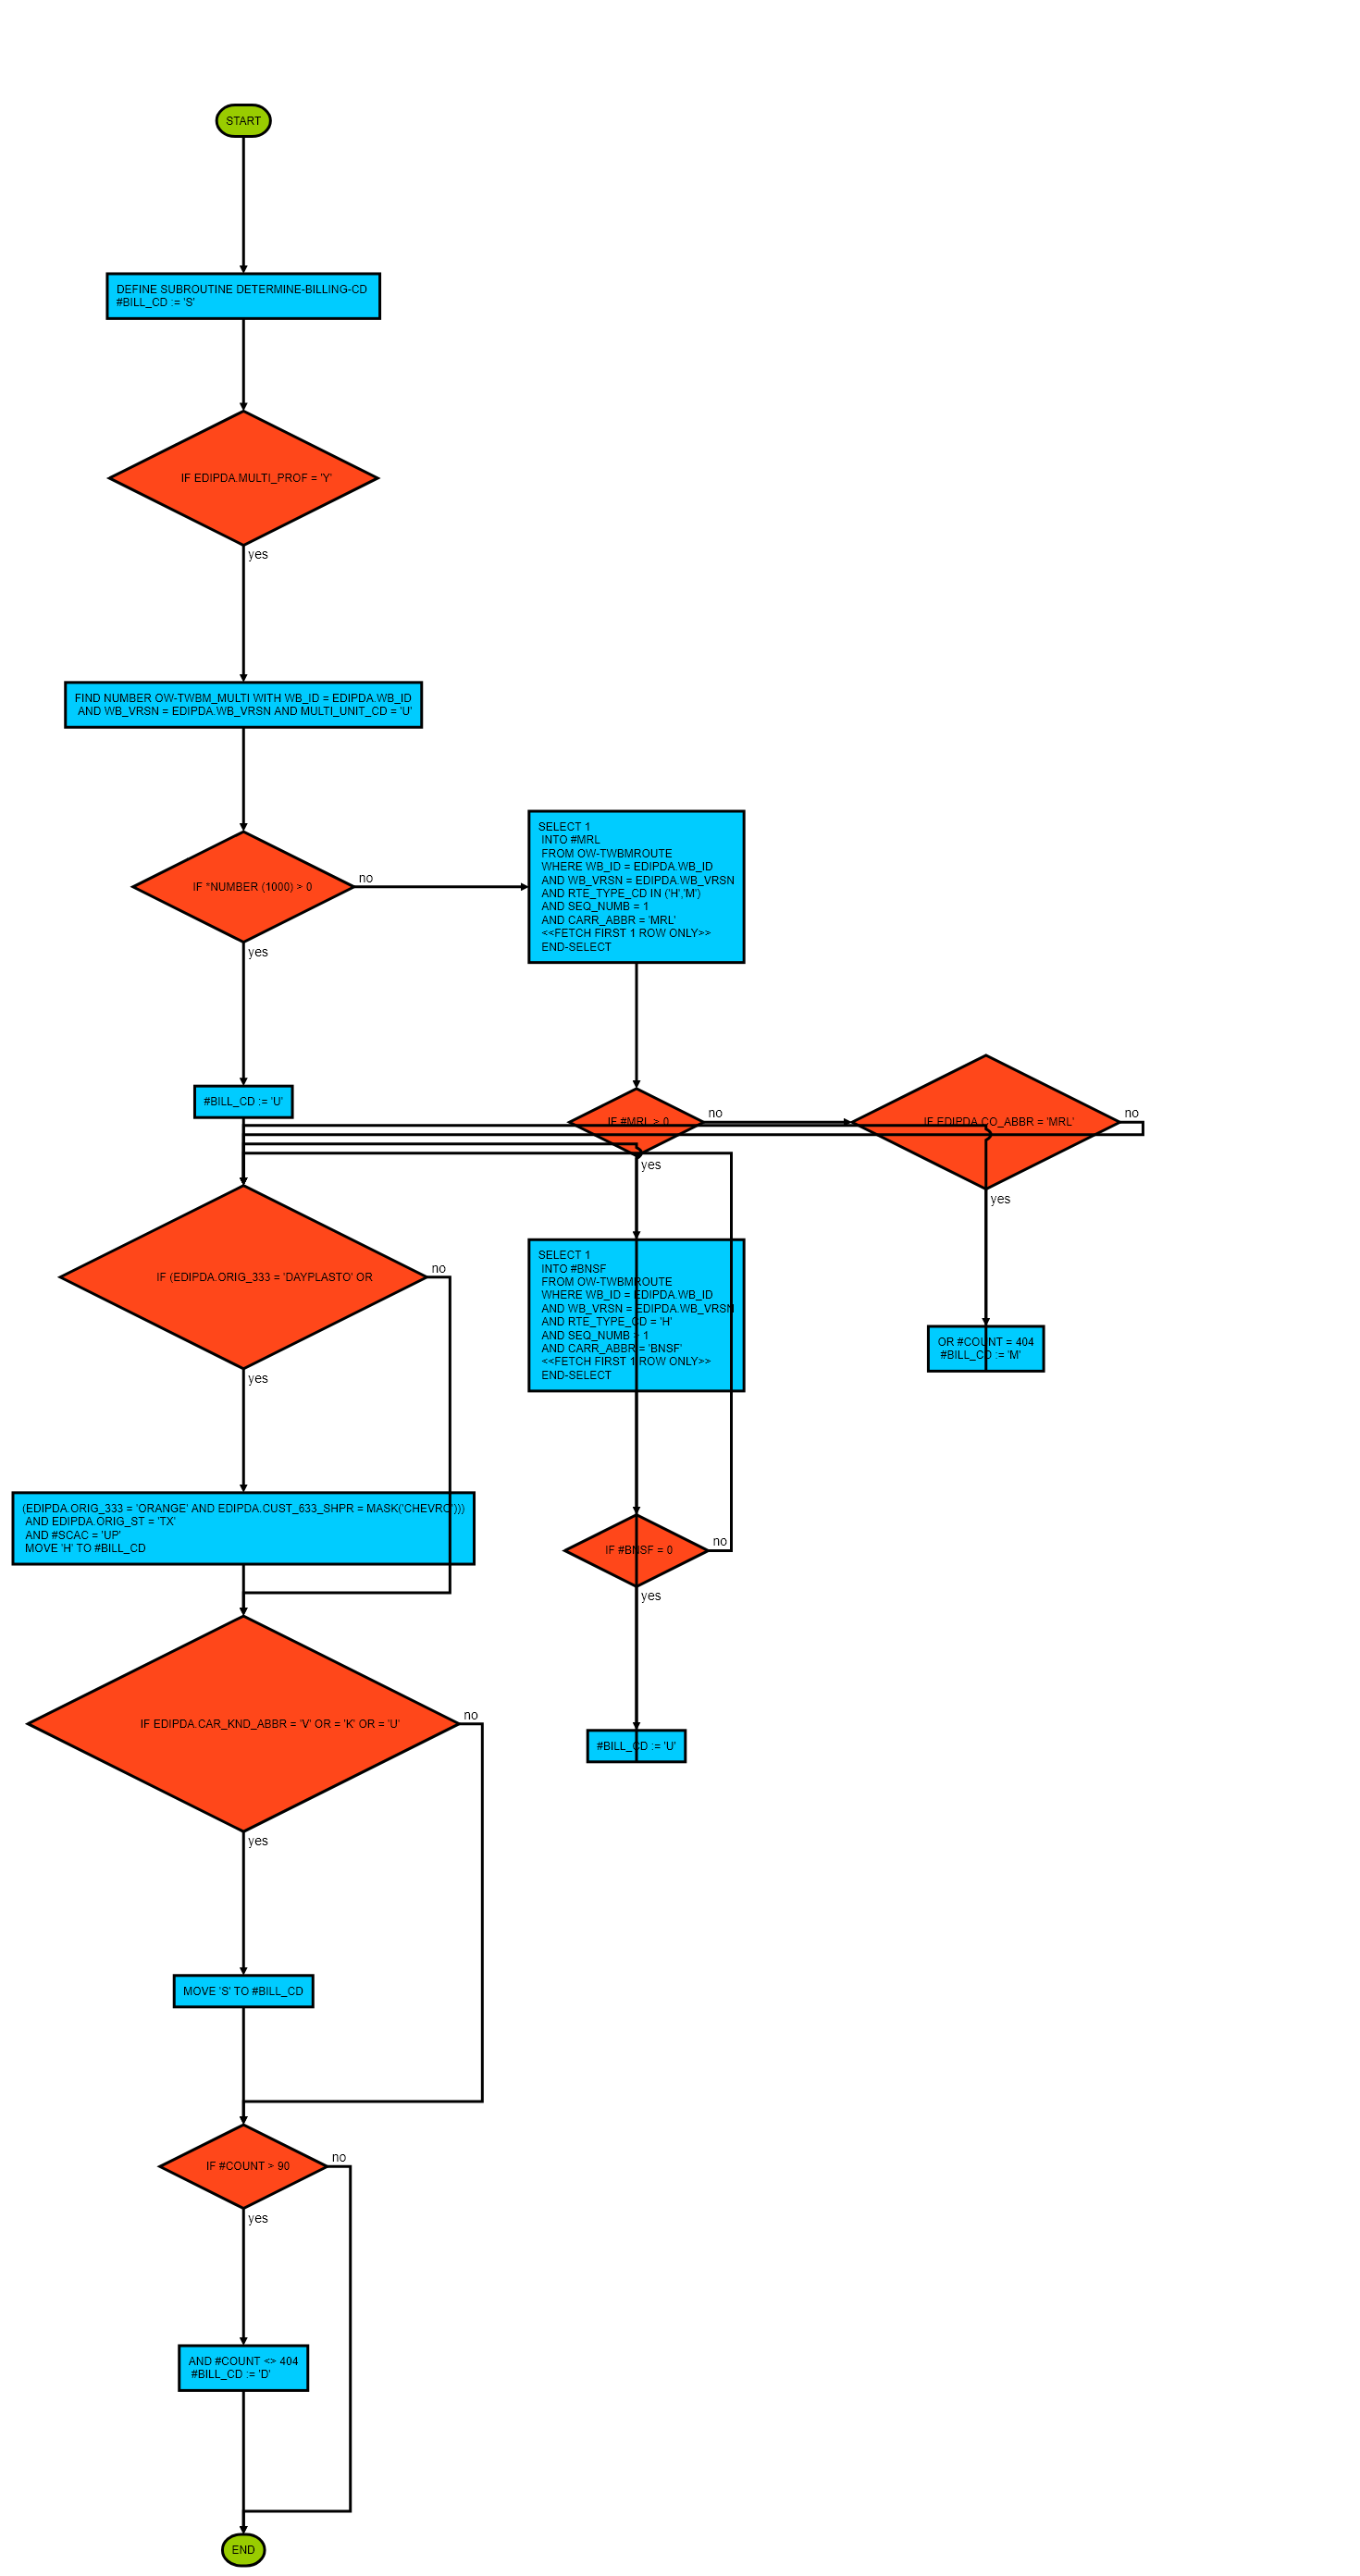 START
DEFINE SUBROUTINE DETERMINE-BILLING-CD
#BILL_CD := 'S'
IF EDIPDA.MULTI_PROF = 'Y'
yes
FIND NUMBER OW-TWBM_MULTI WITH WB_ID = EDIPDA.WB_ID
AND WB_VRSN = EDIPDA.WB_VRSN AND MULTI_UNIT_CD = 'U'
IF *NUMBER (1000) > 0
no
yes
SELECT 1
INTO #MRL
FROM OW-TWBMROUTE
WHERE WB_ID = EDIPDA.WB_ID
AND WB_VRSN = EDIPDA.WB_VRSN
AND RTE_TYPE_CD IN ('H','M')
AND SEQ_NUMB = 1
AND CARR_ABBR = 'MRL'
<<FETCH FIRST 1 ROW ONLY>>
END-SELECT
#BILL_CD := 'U'
IF #MRL > 0
no
yes
IF EDIPDA.CO_ABBR = 'MRL'
no
yes
IF (EDIPDA.ORIG_333 = 'DAYPLASTO' OR
no
yes
SELECT 1
INTO #BNSF
FROM OW-TWBMROUTE
WHERE WB_ID = EDIPDA.WB_ID
AND WB_VRSN = EDIPDA.WB_VRSN
AND RTE_TYPE_CD = 'H'
AND SEQ_NUMB > 1
AND CARR_ABBR = 'BNSF'
<<FETCH FIRST 1 ROW ONLY>>
END-SELECT
OR #COUNT = 404
#BILL_CD := 'M'
(EDIPDA.ORIG_333 = 'ORANGE' AND EDIPDA.CUST_633_SHPR = MASK('CHEVRO')))
AND EDIPDA.ORIG_ST = 'TX'
AND #SCAC = 'UP'
MOVE 'H' TO #BILL_CD
IF #BNSF = 0
no
yes
IF EDIPDA.CAR_KND_ABBR = 'V' OR = 'K' OR = 'U'
no
yes
#BILL_CD := 'U'
MOVE 'S' TO #BILL_CD
IF #COUNT > 90
no
yes
AND #COUNT <> 404
#BILL_CD := 'D'
END